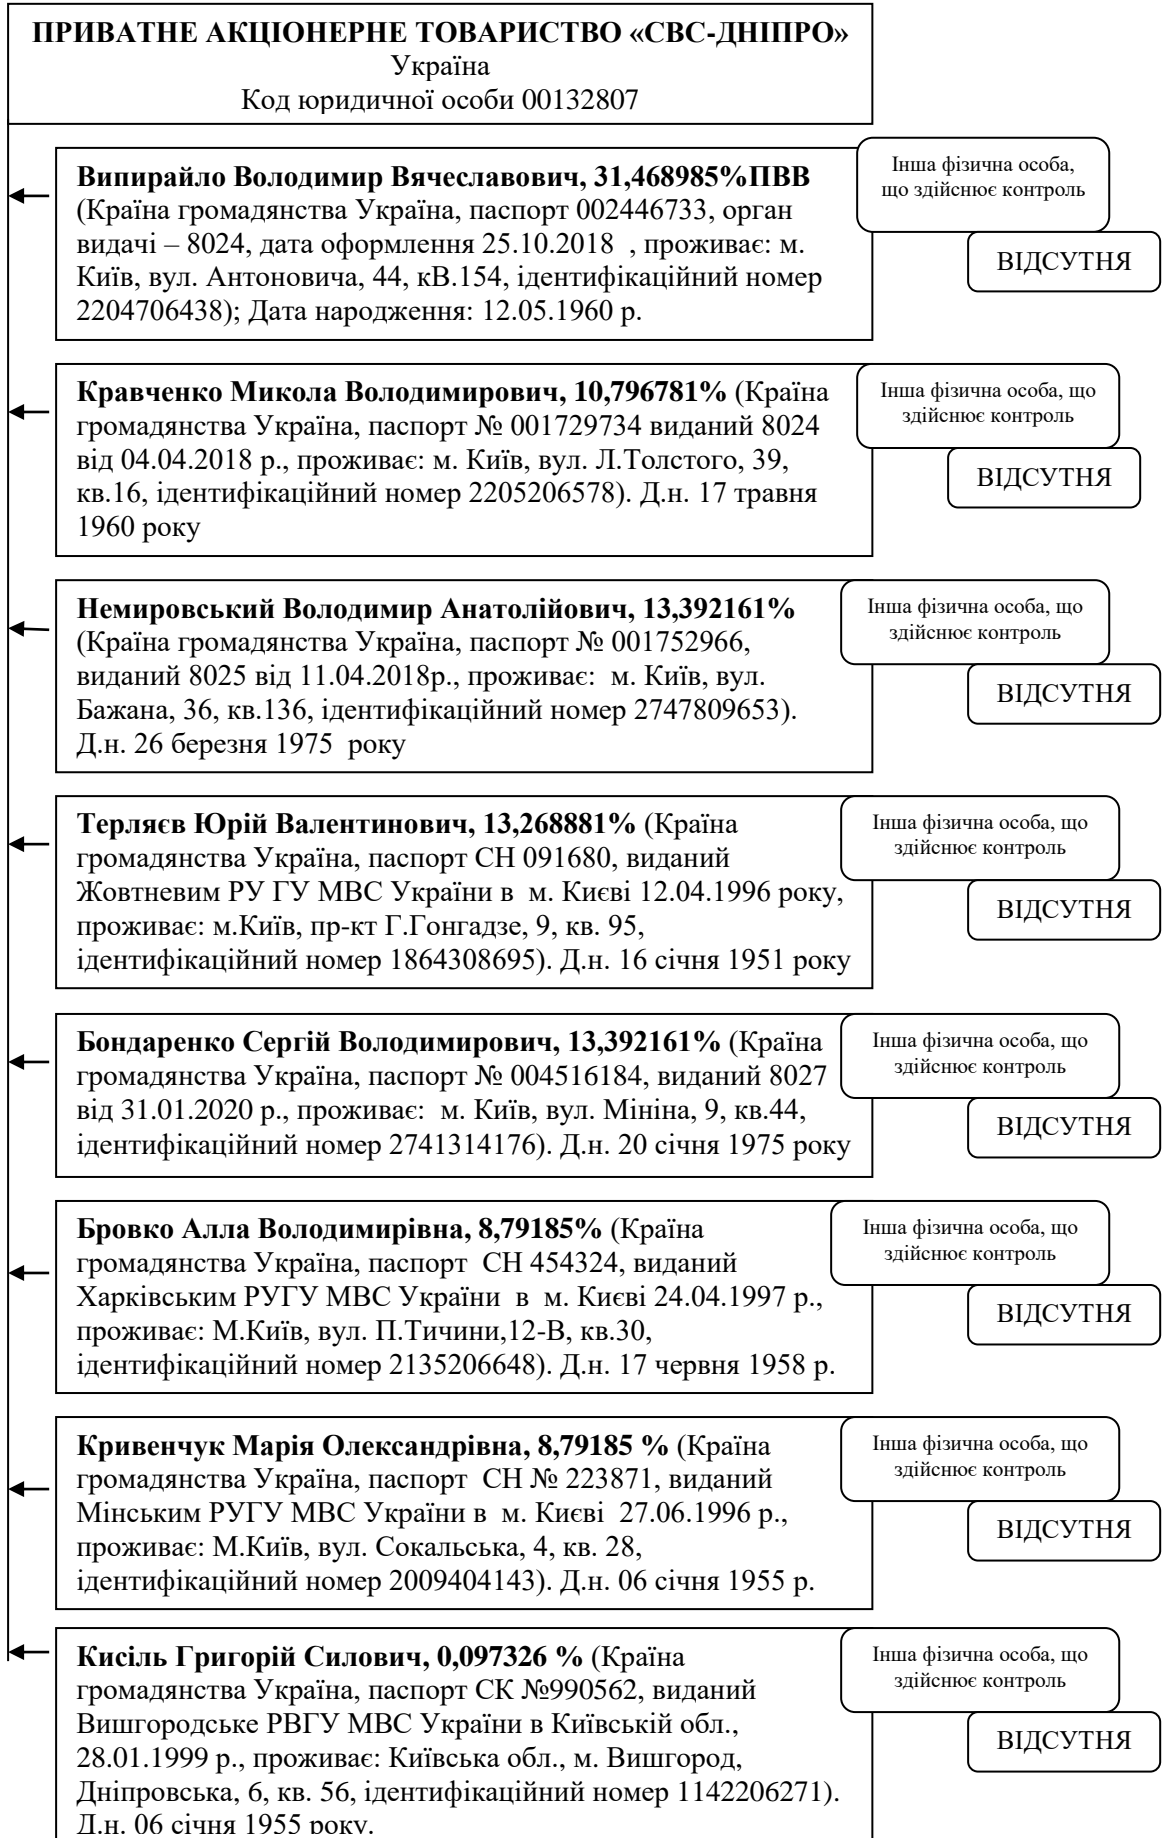 ПРИВАТНЕ АКЦІОНЕРНЕ ТОВАРИСТВО «СВС-ДНІПРО»
Україна
Код юридичної особи 00132807
Випирайло Володимир Вячеславович, 31,468985%ПВВ
(Країна громадянства Україна, паспорт 002446733, орган
видачі – 8024, дата оформлення 25.10.2018 , проживає: м.
Київ, вул. Антоновича, 44, кВ.154, ідентифікаційний номер
2204706438); Дата народження: 12.05.1960 р.
Інша фізична особа,
що здійснює контроль
ВІДСУТНЯ
Кравченко Микола Володимирович, 10,796781% (Країна
громадянства Україна, паспорт № 001729734 виданий 8024
від 04.04.2018 р., проживає: м. Київ, вул. Л.Толстого, 39,
кв.16, ідентифікаційний номер 2205206578). Д.н. 17 травня
1960 року
Інша фізична особа, що
здійснює контроль
ВІДСУТНЯ
Немировський Володимир Анатолійович, 13,392161%
(Країна громадянства Україна, паспорт № 001752966,
виданий 8025 від 11.04.2018р., проживає: м. Київ, вул.
Бажана, 36, кв.136, ідентифікаційний номер 2747809653).
Д.н. 26 березня 1975 року
Інша фізична особа, що
здійснює контроль
ВІДСУТНЯ
Терляєв Юрій Валентинович, 13,268881% (Країна
громадянства Україна, паспорт СН 091680, виданий
Жовтневим РУ ГУ МВС України в м. Києві 12.04.1996 року,
проживає: м.Київ, пр-кт Г.Гонгадзе, 9, кв. 95,
ідентифікаційний номер 1864308695). Д.н. 16 січня 1951 року
Інша фізична особа, що
здійснює контроль
ВІДСУТНЯ
Бондаренко Сергій Володимирович, 13,392161% (Країна
громадянства Україна, паспорт № 004516184, виданий 8027
від 31.01.2020 р., проживає: м. Київ, вул. Мініна, 9, кв.44,
ідентифікаційний номер 2741314176). Д.н. 20 січня 1975 року
Інша фізична особа, що
здійснює контроль
ВІДСУТНЯ
Бровко Алла Володимирівна, 8,79185% (Країна
громадянства Україна, паспорт СН 454324, виданий
Харківським РУГУ МВС України в м. Києві 24.04.1997 р.,
проживає: М.Київ, вул. П.Тичини,12-В, кв.30,
ідентифікаційний номер 2135206648). Д.н. 17 червня 1958 р.
Інша фізична особа, що
здійснює контроль
ВІДСУТНЯ
Кривенчук Марія Олександрівна, 8,79185 % (Країна
громадянства Україна, паспорт СН № 223871, виданий
Мінським РУГУ МВС України в м. Києві 27.06.1996 р.,
проживає: М.Київ, вул. Сокальська, 4, кв. 28,
ідентифікаційний номер 2009404143). Д.н. 06 січня 1955 р.
Інша фізична особа, що
здійснює контроль
ВІДСУТНЯ
Кисіль Григорій Силович, 0,097326 % (Країна
громадянства Україна, паспорт СК №990562, виданий
Вишгородське РВГУ МВС України в Київській обл.,
28.01.1999 р., проживає: Київська обл., м. Вишгород,
Дніпровська, 6, кв. 56, ідентифікаційний номер 1142206271).
Д.н. 06 січня 1955 року.
Інша фізична особа, що
здійснює контроль
ВІДСУТНЯ